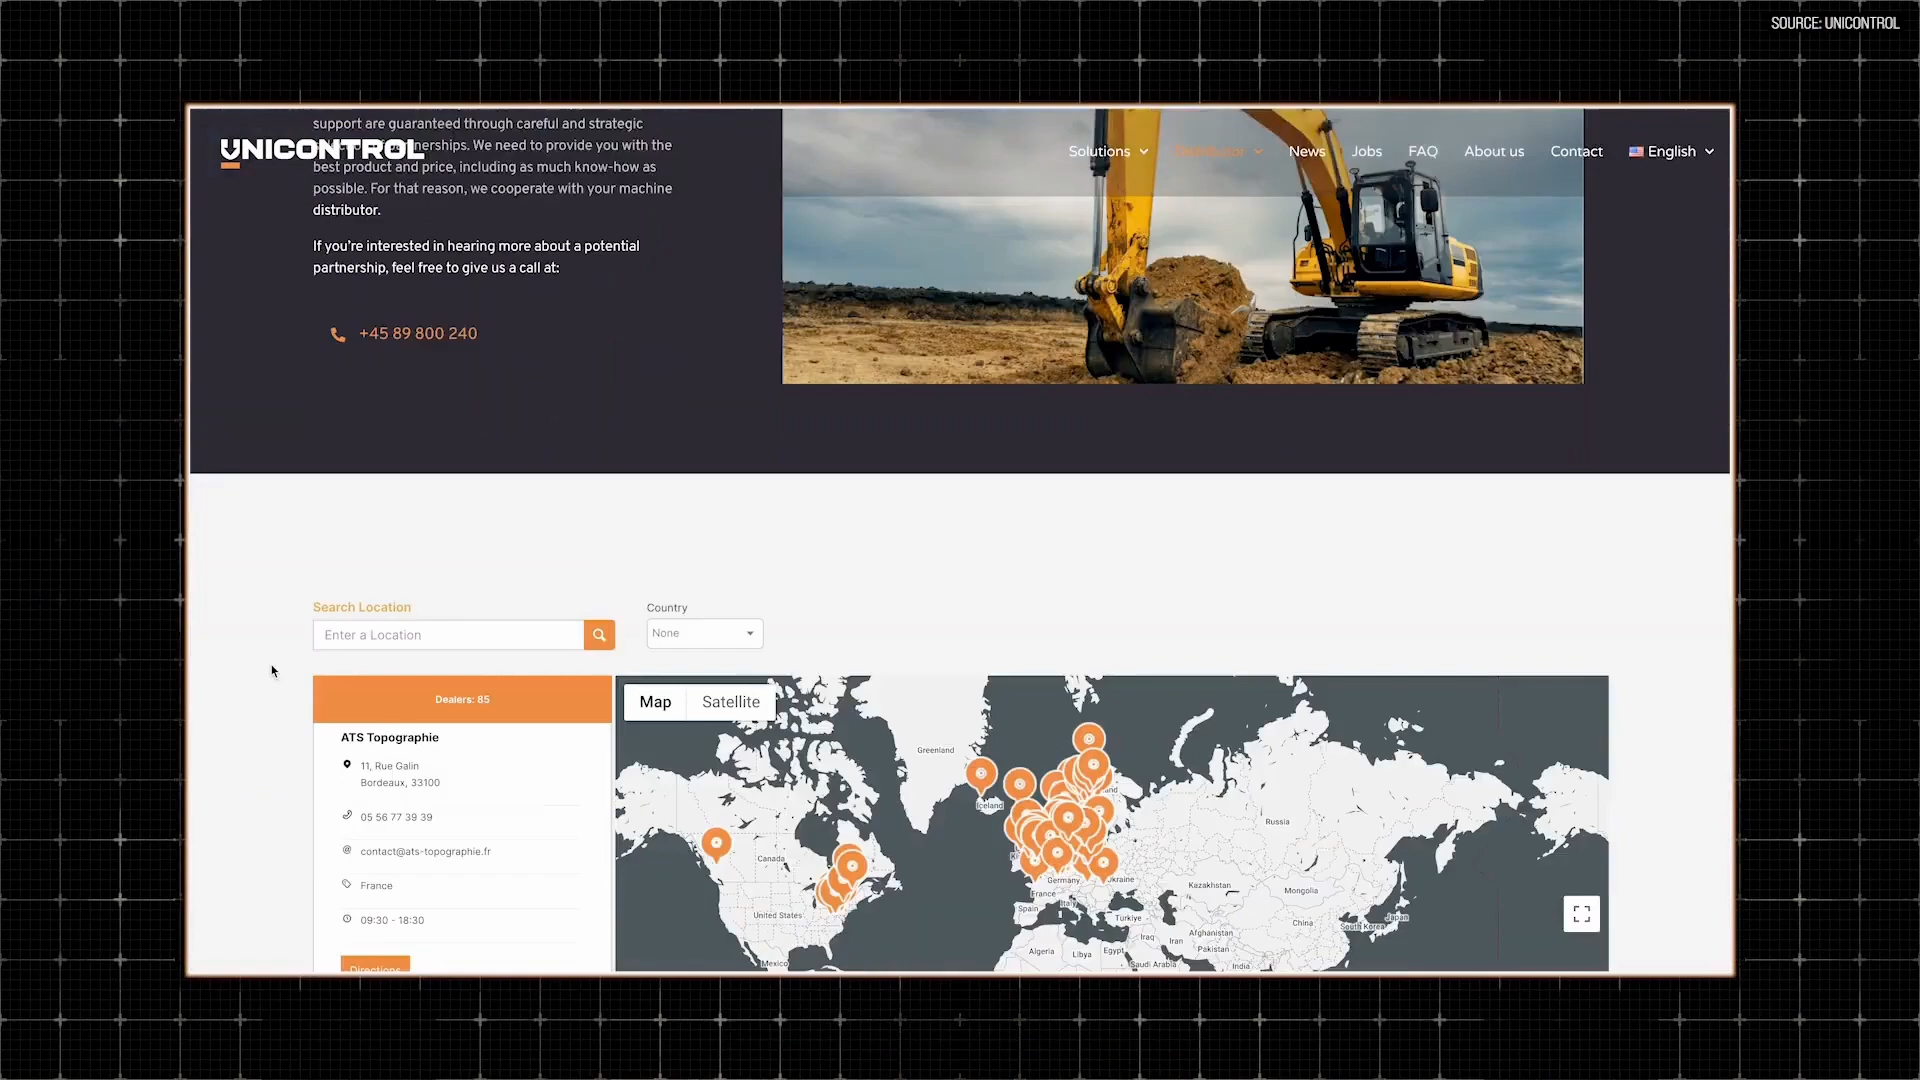 SOURCE: UNICONTROL
support are guaranteed through careful and strategic
UNICONTROL
nerships. We need to provide you with the
best product and price, including as much know-how as
possible. For that reason, we cooperate with your machine
distributor.
Solutions
Distributor
News
Jobs
FAQ
About us
Contact
English
If you're interested in hearing more about a potential
partnership, feel free to give us a call at:
+45 89 800 240
Search Location
Enter a Location
Country
None
Dealers: 85
ATS Topographie
11, Rue Galin
Bordeaux, 33100
05 56 77 39 39
contact@ats-topographie.fr
France
09:30 - 18:30
Directions
Map
Satellite
Greenland
Iceland
Russia
Canada
Germany
Ukraine
France
Kazakhstan
Mongolia
United States
Spain
Italy
Türkiye
China
South Korea
Japan
Afghanistan
Iraq
Iran
Pakistan
Algeria
Libya
Egypt
Saudi Arabia
India
Mexico